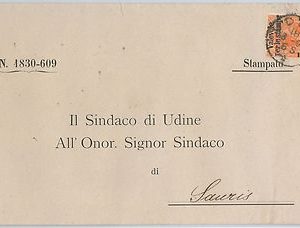 N. 1830-609
Stampato
Il Sindaco di Udine
All' Onor. Signor Sindaco
di
Sauris